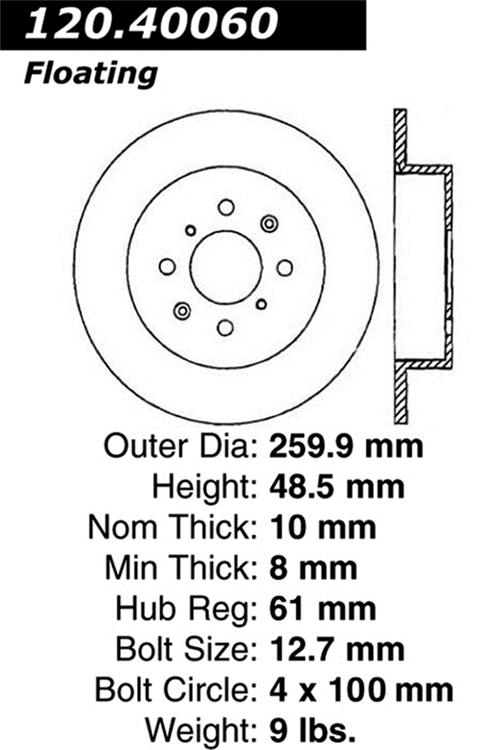 120.40060
Floating
Outer Dia: 259.9 mm
Height: 48.5 mm
Nom Thick: 10 mm
Min Thick: 8 mm
Hub Reg: 61 mm
Bolt Size: 12.7 mm
Bolt Circle: 4 x 100 mm
Weight: 9 lbs.